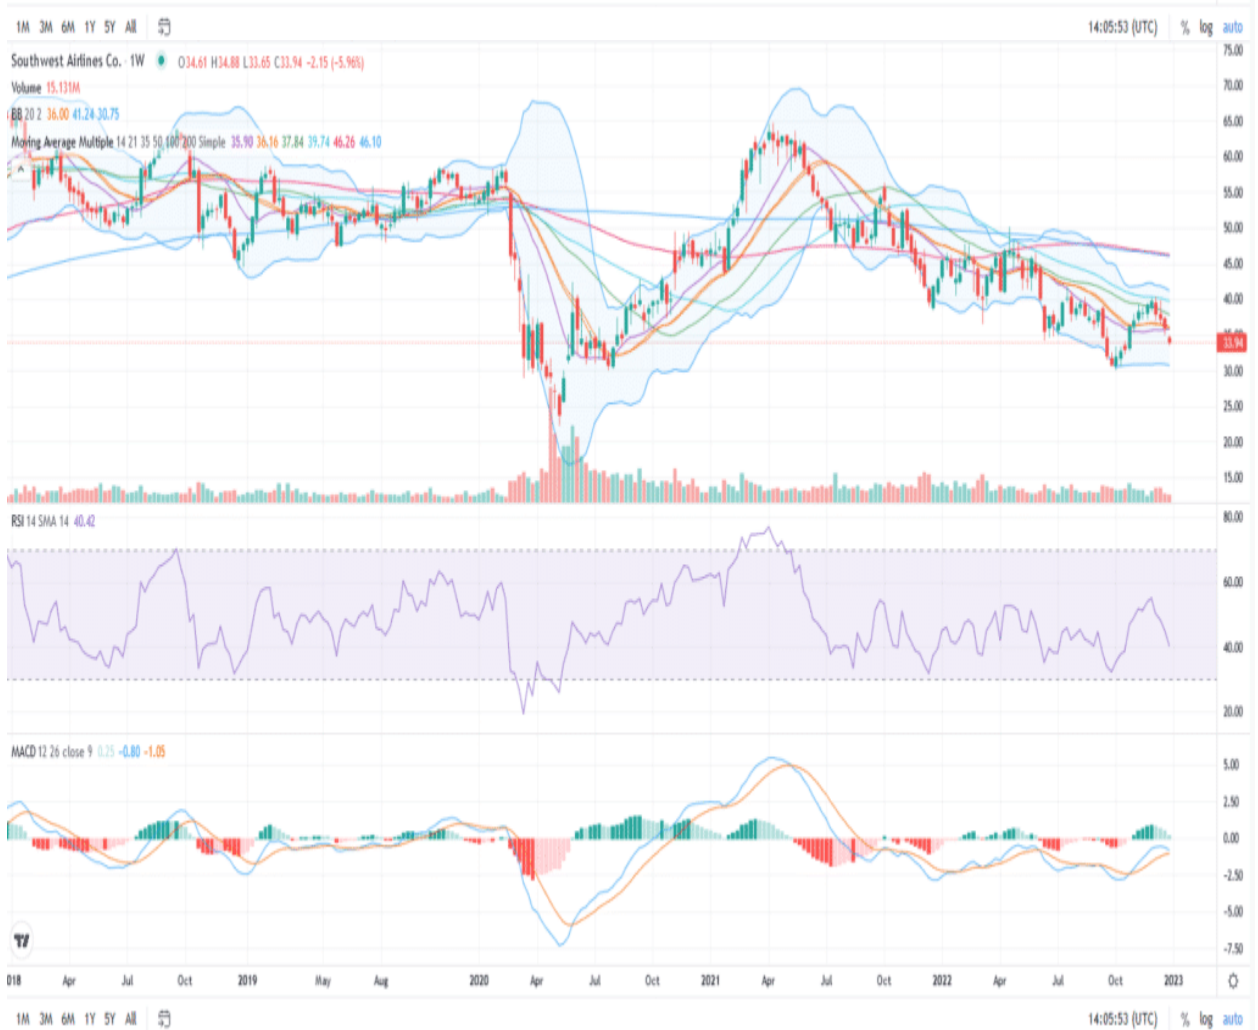 1M 3M 6M 1Y 5Y All 14:05:53 (UTC) % log auto
Southwest Airlines Co. · 1W O34.61 H34.88 L33.65 C33.94 -2.15 (-5.96%)
Volume 15.131M
BB 20 2 36.00 41.24 30.75
Moving Average Multiple 14 21 35 50 100 200 Simple 35.90 36.16 37.84 39.74 46.26 46.10
75.00
70.00
65.00
60.00
55.00
50.00
45.00
40.00
33.94
30.00
25.00
20.00
15.00
RSI 14 SMA 14 40.42
80.00
60.00
40.00
20.00
MACD 12 26 close 9 0.25 -0.80 -1.05
5.00
2.50
0.00
-2.50
-5.00
-7.50
018 Apr Jul Oct 2019 May Aug 2020 Apr Jul Oct 2021 Apr Jul Oct 2022 Apr Jul Oct 2023
1M 3M 6M 1Y 5Y All 14:05:53 (UTC) % log auto